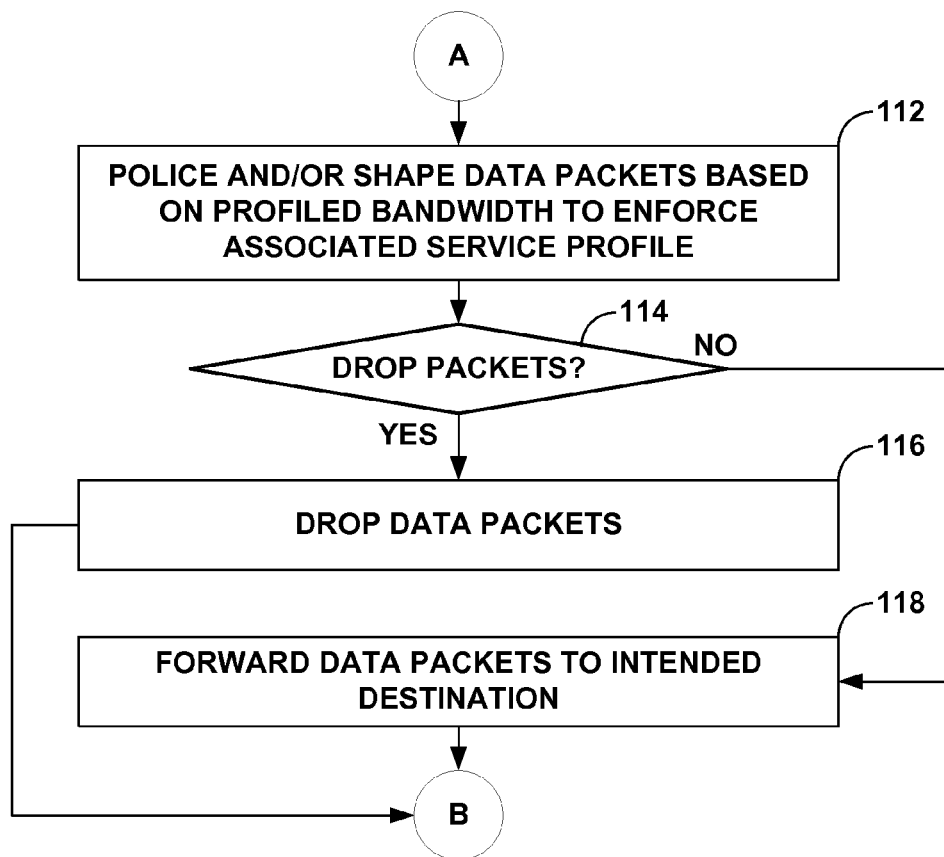 A
112
POLICE AND/OR SHAPE DATA PACKETS BASED
ON PROFILED BANDWIDTH TO ENFORCE
ASSOCIATED SERVICE PROFILE
114
DROP PACKETS?
NO
YES
116
DROP DATA PACKETS
118
FORWARD DATA PACKETS TO INTENDED
DESTINATION
B